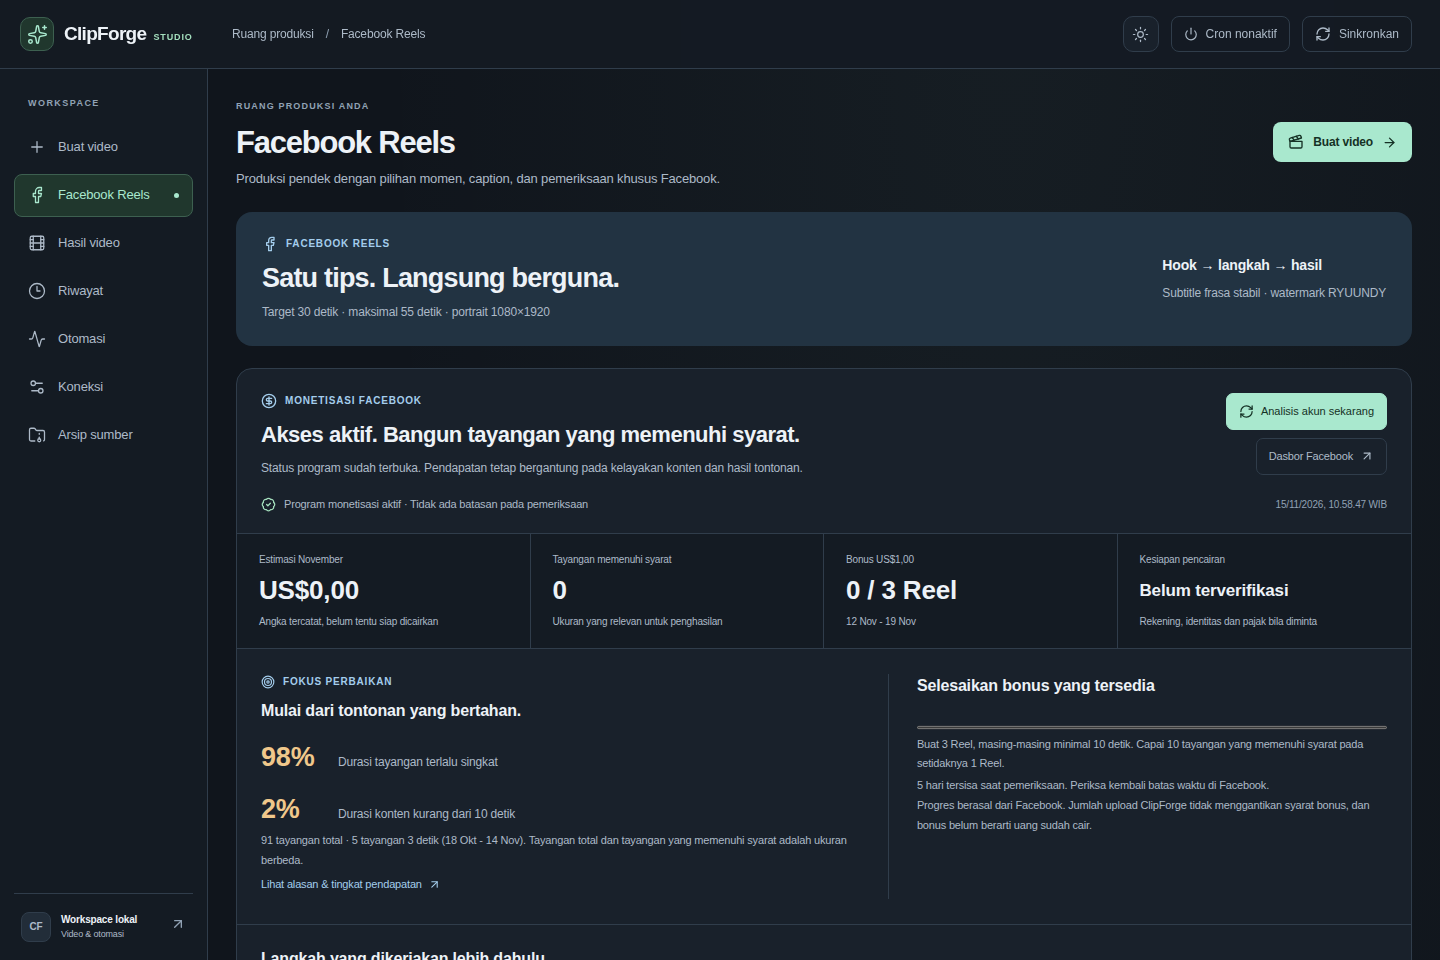 ClipForge STUDIO
Ruang produksi / Facebook Reels
Cron nonaktif
Sinkronkan
WORKSPACE
Buat video
Facebook Reels
Hasil video
Riwayat
Otomasi
Koneksi
Arsip sumber
CF
Workspace lokal
Video & otomasi
RUANG PRODUKSI ANDA
Facebook Reels
Produksi pendek dengan pilihan momen, caption, dan pemeriksaan khusus Facebook.
Buat video →
FACEBOOK REELS
Satu tips. Langsung berguna.
Target 30 detik · maksimal 55 detik · portrait 1080×1920
Hook → langkah → hasil
Subtitle frasa stabil · watermark RYUUNDY
MONETISASI FACEBOOK
Akses aktif. Bangun tayangan yang memenuhi syarat.
Status program sudah terbuka. Pendapatan tetap bergantung pada kelayakan konten dan hasil tontonan.
Analisis akun sekarang
Dasbor Facebook
Program monetisasi aktif · Tidak ada batasan pada pemeriksaan
15/11/2026, 10.58.47 WIB
Estimasi November
US$0,00
Angka tercatat, belum tentu siap dicairkan
Tayangan memenuhi syarat
0
Ukuran yang relevan untuk penghasilan
Bonus US$1,00
0 / 3 Reel
12 Nov - 19 Nov
Kesiapan pencairan
Belum terverifikasi
Rekening, identitas dan pajak bila diminta
FOKUS PERBAIKAN
Mulai dari tontonan yang bertahan.
98% Durasi tayangan terlalu singkat
2% Durasi konten kurang dari 10 detik
91 tayangan total · 5 tayangan 3 detik (18 Okt - 14 Nov). Tayangan total dan tayangan yang memenuhi syarat adalah ukuran
berbeda.
Lihat alasan & tingkat pendapatan
Selesaikan bonus yang tersedia
Buat 3 Reel, masing-masing minimal 10 detik. Capai 10 tayangan yang memenuhi syarat pada
setidaknya 1 Reel.
5 hari tersisa saat pemeriksaan. Periksa kembali batas waktu di Facebook.
Progres berasal dari Facebook. Jumlah upload ClipForge tidak menggantikan syarat bonus, dan
bonus belum berarti uang sudah cair.
Langkah yang dikerjakan lebih dahulu